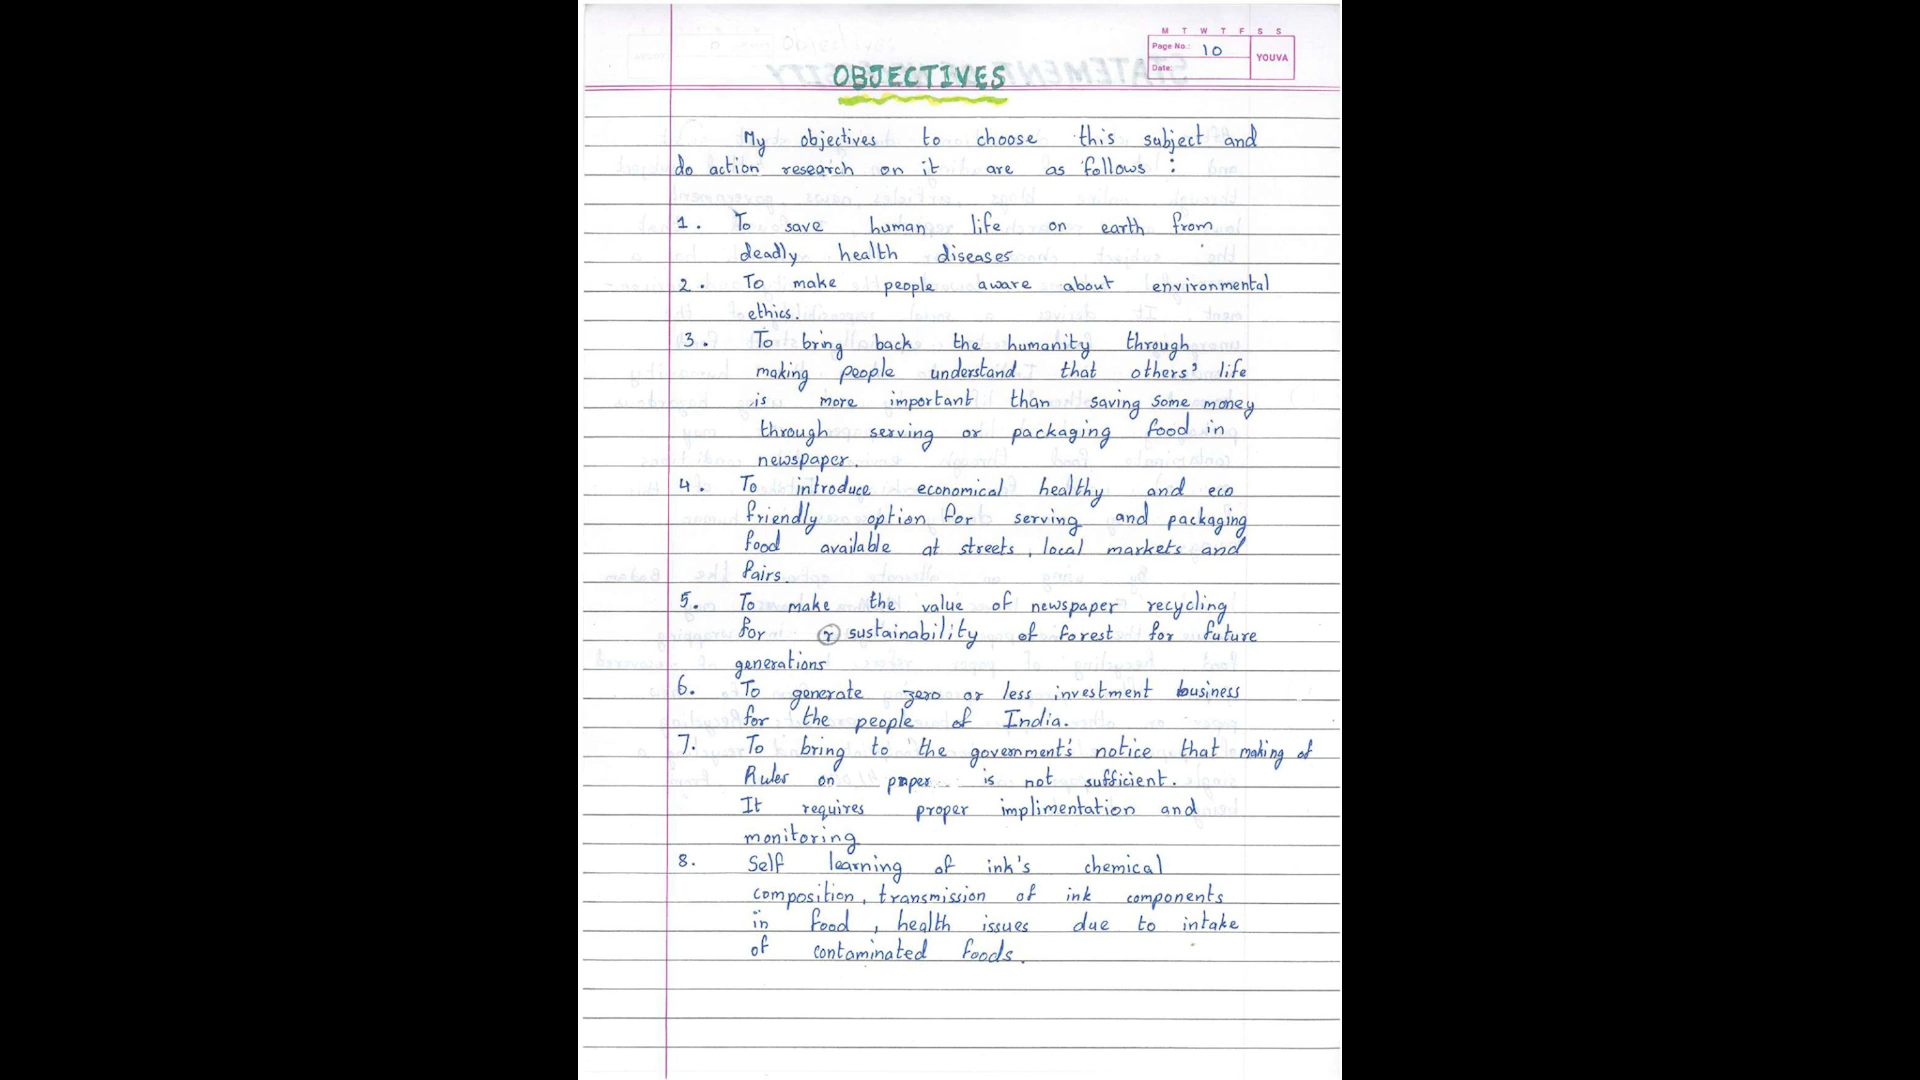 M T W T F S S
Page No.: 10
Date:
YOUVA
OBJECTIVES
My objectives to choose this subject and
do action research on it are as follows :
1. To save human life on earth from
deadly health diseases
2. To make people aware about environmental
ethics.
3. To bring back the humanity through
making people understand that others' life
is more important than saving some money
through serving or packaging food in
newspaper.
4. To introduce economical healthy and eco
friendly option for serving and packaging
food available at streets, local markets and
fairs.
5. To make the value of newspaper recycling
for r sustainability of forest for future
generations
6. To generate zero or less investment business
for the people of India.
7. To bring to the government's notice that making of
Rules on paper is not sufficient.
It requires proper implimentation and
monitoring
8. Self learning of ink's chemical
composition, transmission of ink components
in food, health issues due to intake
of contaminated foods.